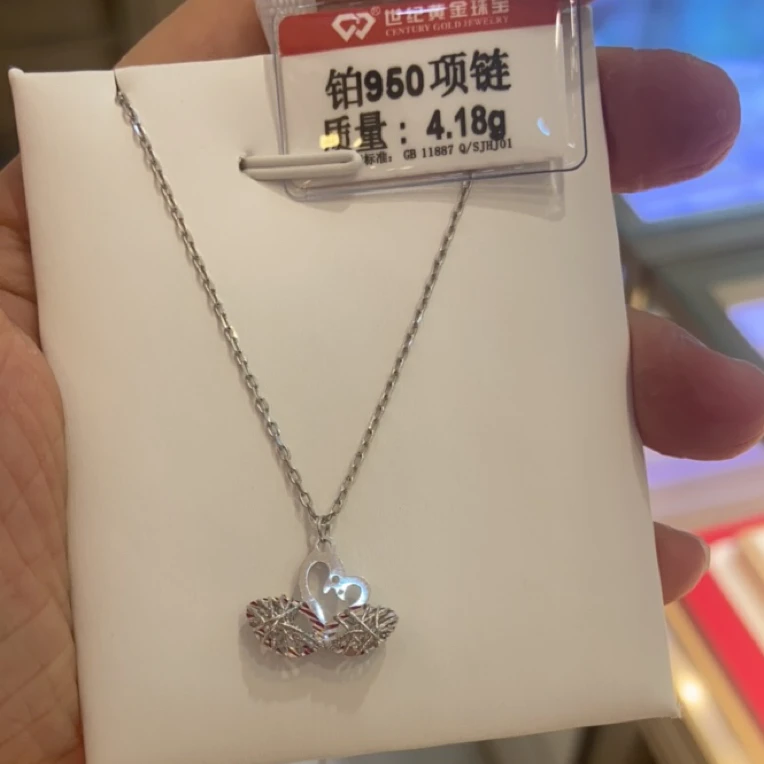 世纪黄金珠宝
CENTURY GOLD JEWELRY
铂950项链
质量：4.18g
标准：GB 11887 Q/SJHJ01